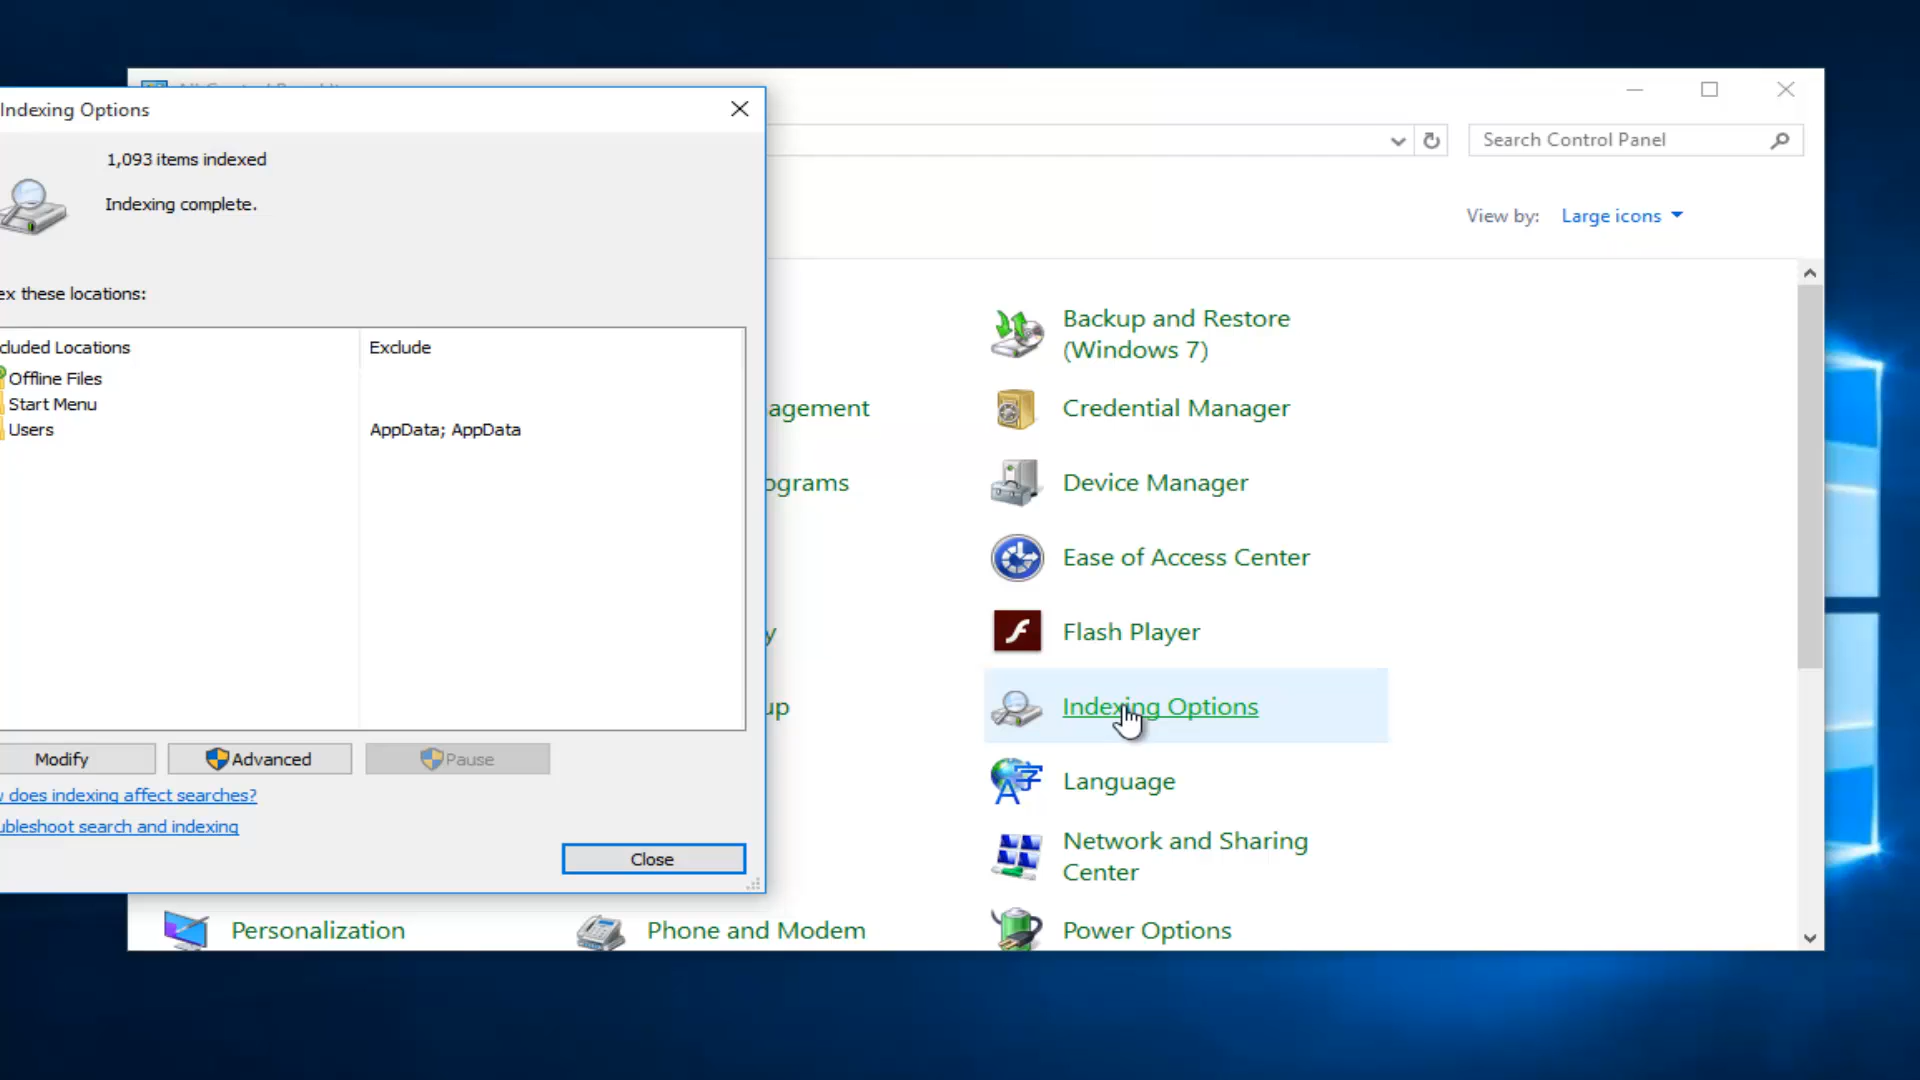 Indexing Options
1,093 items indexed
Indexing complete.
ex these locations:
cluded Locations
Exclude
Offline Files
Start Menu
Users
AppData; AppData
Modify
Advanced
Pause
does indexing affect searches?
ubleshoot search and indexing
Close
Search Control Panel
View by: Large icons
Backup and Restore
(Windows 7)
agement
Credential Manager
ograms
Device Manager
Ease of Access Center
y
Flash Player
up
Indexing Options
Language
Network and Sharing
Center
Personalization
Phone and Modem
Power Options